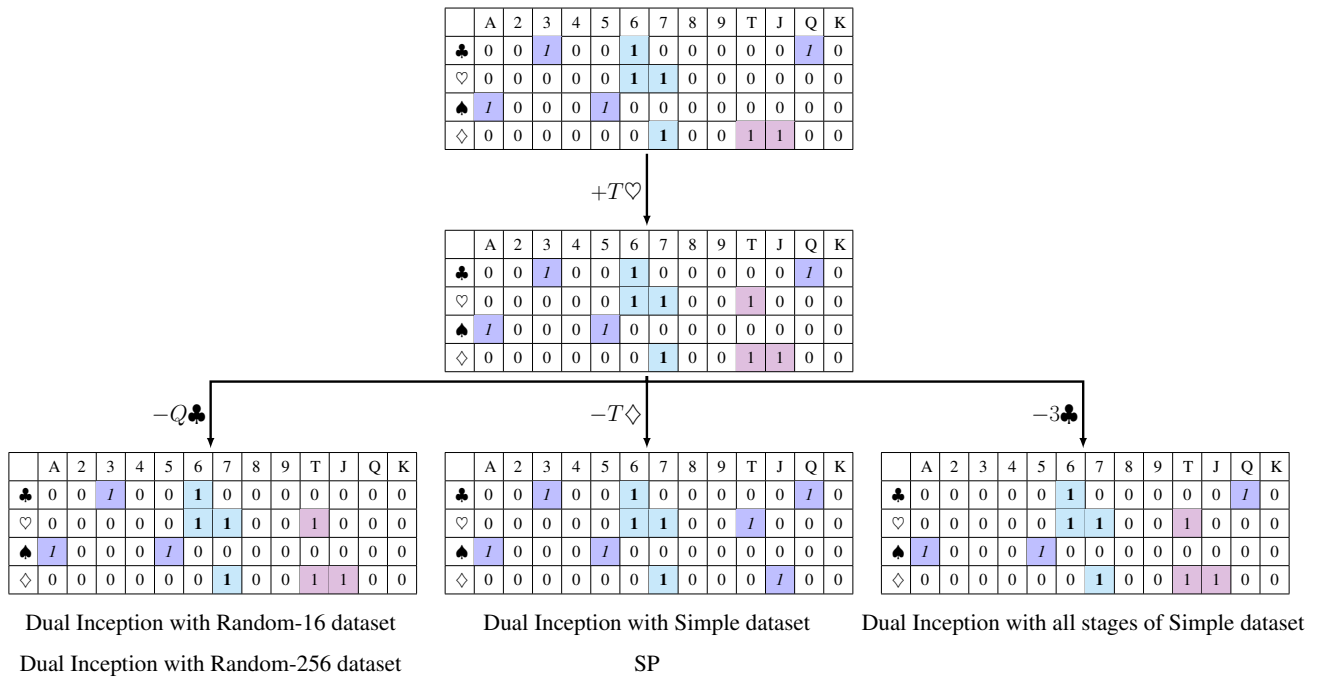 A 2 3 4 5 6 7 8 9 T J Q K
♣ 0 0 1 0 0 1 0 0 0 0 0 1 0
♡ 0 0 0 0 0 1 1 0 0 0 0 0 0
♠ 1 0 0 0 1 0 0 0 0 0 0 0 0
♢ 0 0 0 0 0 0 1 0 0 1 1 0 0
+T♡
A 2 3 4 5 6 7 8 9 T J Q K
♣ 0 0 1 0 0 1 0 0 0 0 0 1 0
♡ 0 0 0 0 0 1 1 0 0 1 0 0 0
♠ 1 0 0 0 1 0 0 0 0 0 0 0 0
♢ 0 0 0 0 0 0 1 0 0 1 1 0 0
−Q♣
A 2 3 4 5 6 7 8 9 T J Q K
♣ 0 0 1 0 0 1 0 0 0 0 0 0 0
♡ 0 0 0 0 0 1 1 0 0 1 0 0 0
♠ 1 0 0 0 1 0 0 0 0 0 0 0 0
♢ 0 0 0 0 0 0 1 0 0 1 1 0 0
Dual Inception with Random-16 dataset
Dual Inception with Random-256 dataset
−T♢
A 2 3 4 5 6 7 8 9 T J Q K
♣ 0 0 1 0 0 1 0 0 0 0 0 1 0
♡ 0 0 0 0 0 1 1 0 0 1 0 0 0
♠ 1 0 0 0 1 0 0 0 0 0 0 0 0
♢ 0 0 0 0 0 0 1 0 0 0 1 0 0
Dual Inception with Simple dataset
SP
−3♣
A 2 3 4 5 6 7 8 9 T J Q K
♣ 0 0 0 0 0 1 0 0 0 0 0 1 0
♡ 0 0 0 0 0 1 1 0 0 1 0 0 0
♠ 1 0 0 0 1 0 0 0 0 0 0 0 0
♢ 0 0 0 0 0 0 1 0 0 1 1 0 0
Dual Inception with all stages of Simple dataset